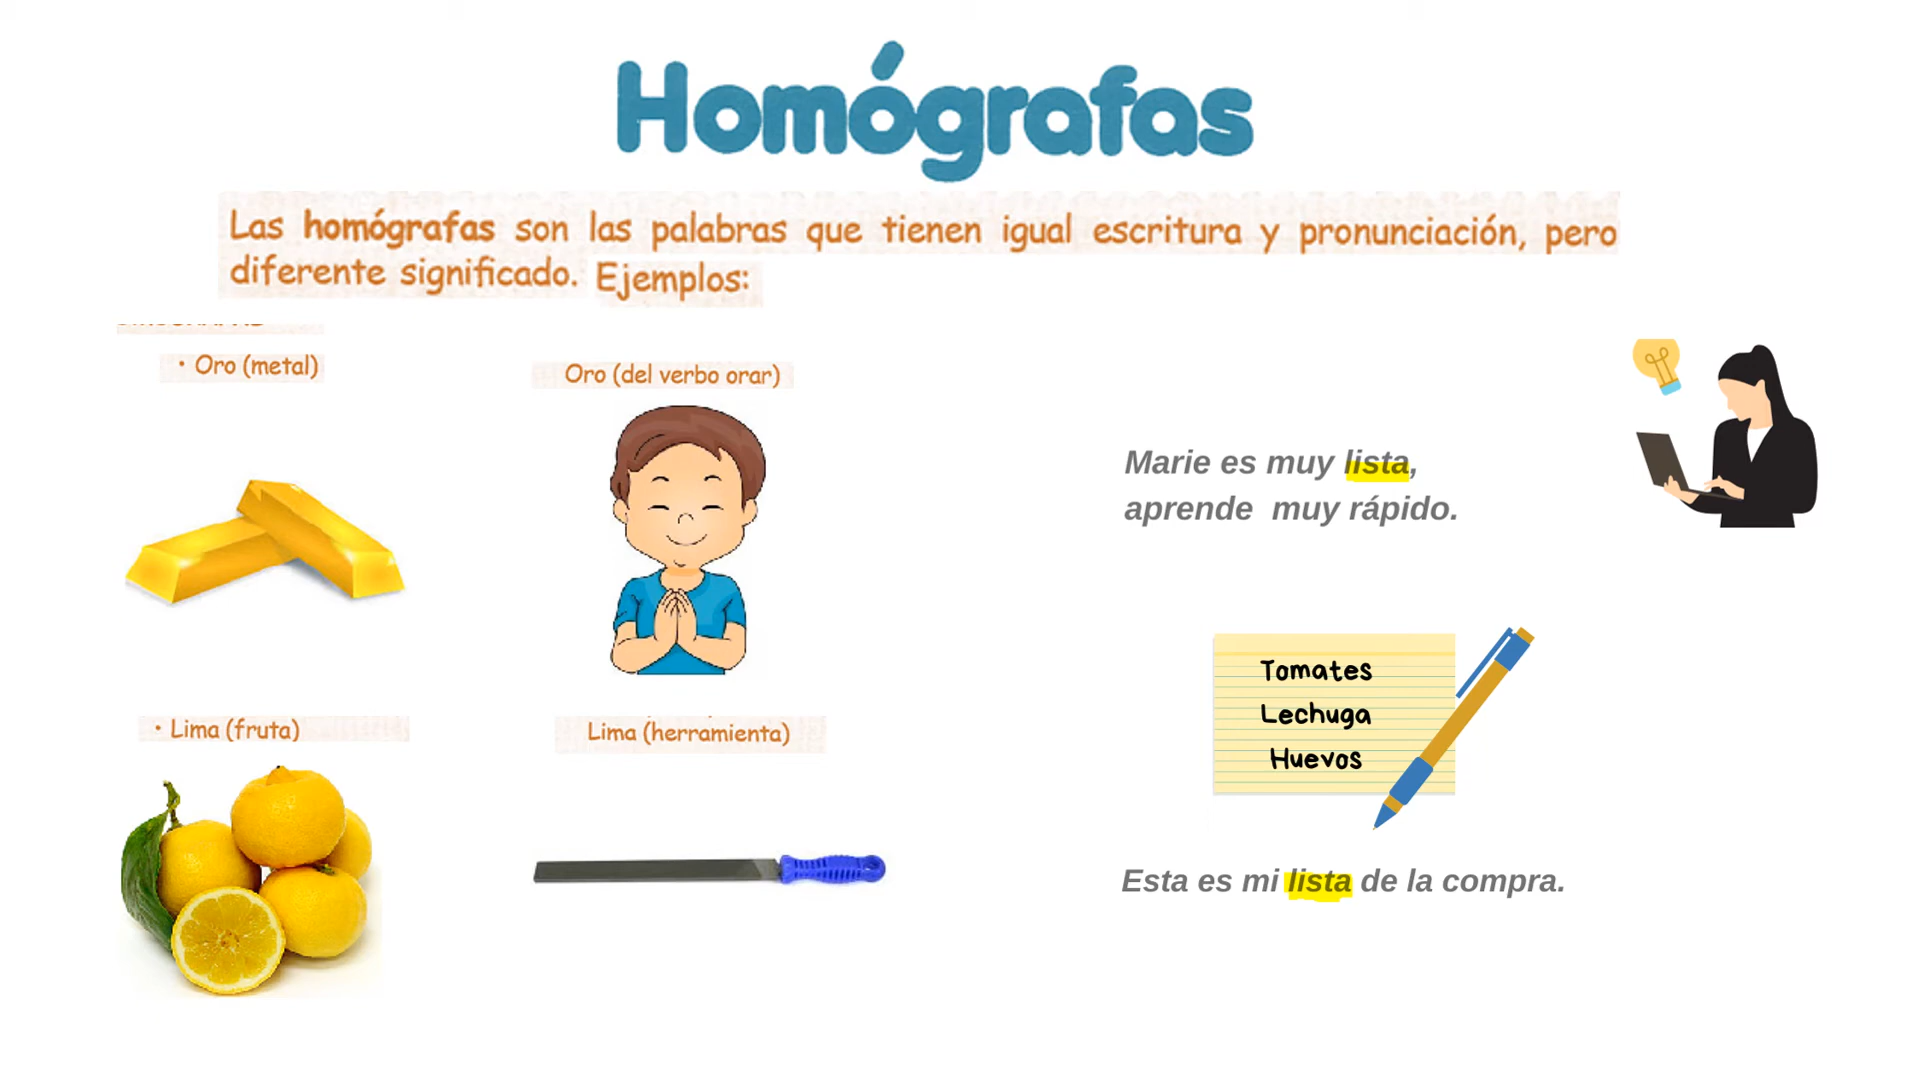 Homógrafas
Las homógrafas son las palabras que tienen igual escritura y pronunciación, pero
diferente significado. Ejemplos:
• Oro (metal)
Oro (del verbo orar)
Marie es muy lista,
aprende muy rápido.
Tomates
Lechuga
Huevos
• Lima (fruta)
Lima (herramienta)
Esta es mi lista de la compra.